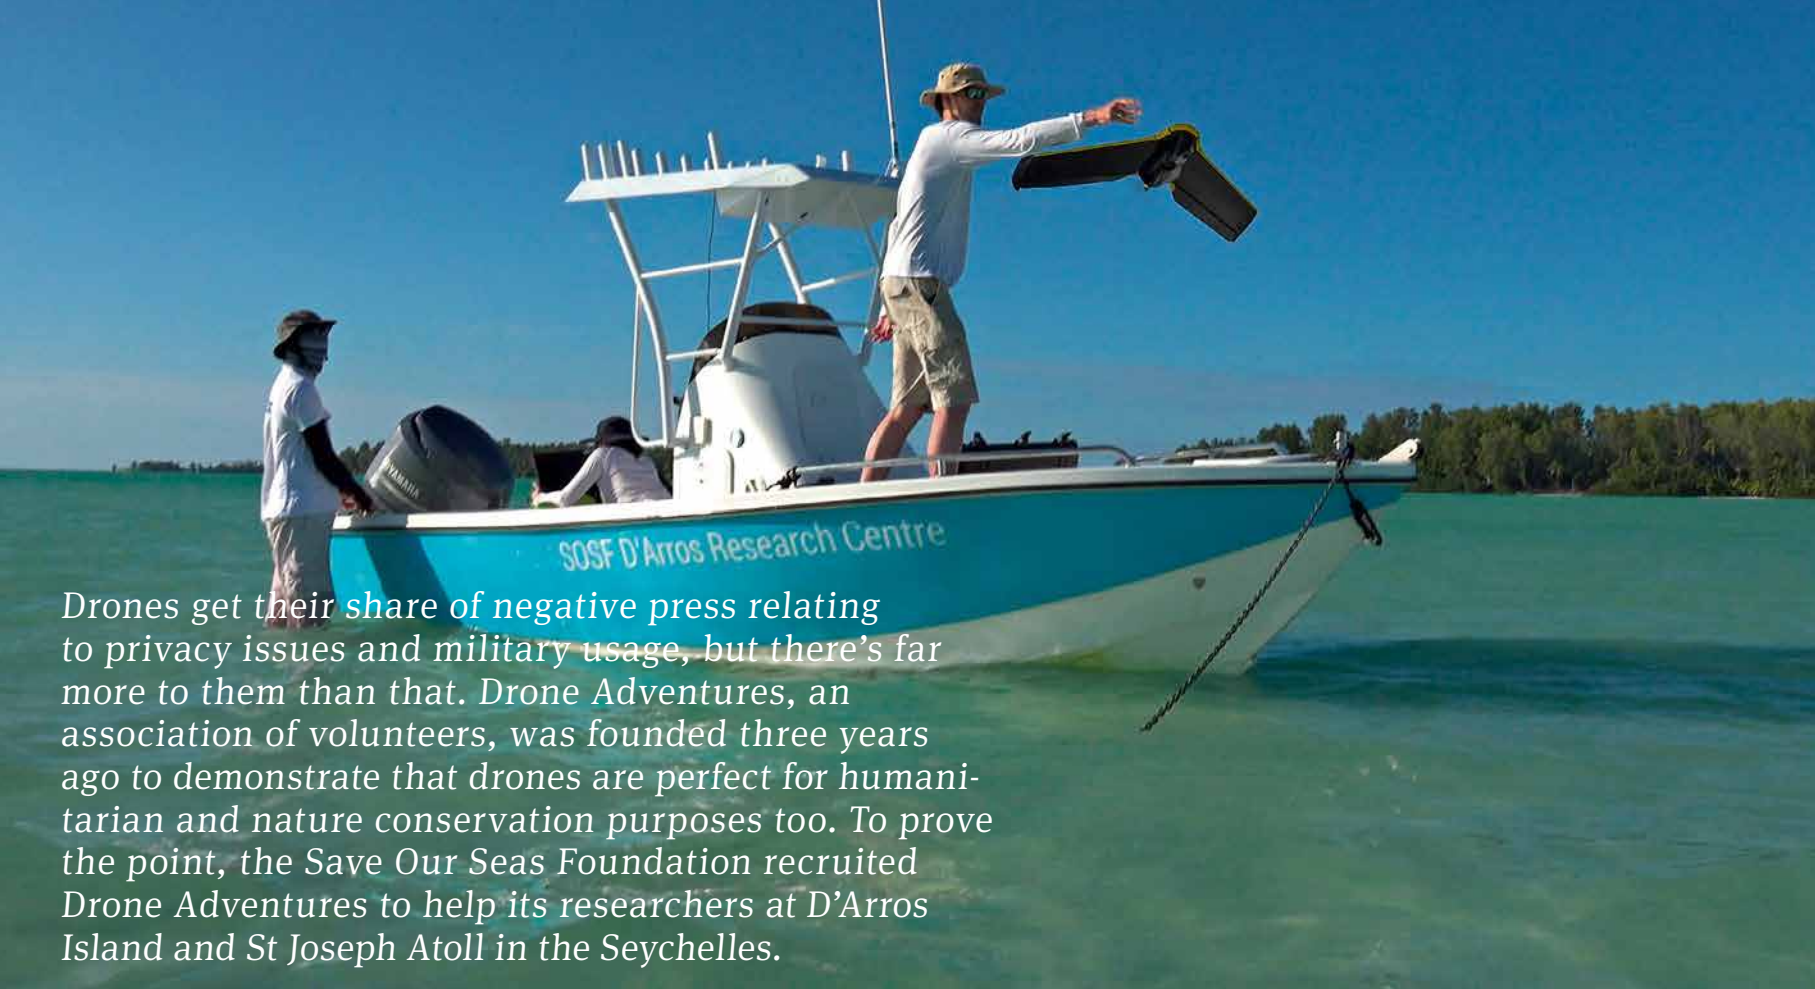 YAMAHA
SOSF D'Arros Research Centre
Drones get their share of negative press relating
to privacy issues and military usage, but there's far
more to them than that. Drone Adventures, an
association of volunteers, was founded three years
ago to demonstrate that drones are perfect for humani-
tarian and nature conservation purposes too. To prove
the point, the Save Our Seas Foundation recruited
Drone Adventures to help its researchers at D'Arros
Island and St Joseph Atoll in the Seychelles.